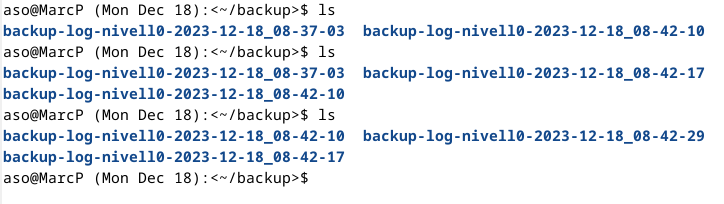 aso@MarcP (Mon Dec 18):<~/backup>$ ls
backup-log-nivell0-2023-12-18_08-37-03  backup-log-nivell0-2023-12-18_08-42-10
aso@MarcP (Mon Dec 18):<~/backup>$ ls
backup-log-nivell0-2023-12-18_08-37-03  backup-log-nivell0-2023-12-18_08-42-17
backup-log-nivell0-2023-12-18_08-42-10
aso@MarcP (Mon Dec 18):<~/backup>$ ls
backup-log-nivell0-2023-12-18_08-42-10  backup-log-nivell0-2023-12-18_08-42-29
backup-log-nivell0-2023-12-18_08-42-17
aso@MarcP (Mon Dec 18):<~/backup>$